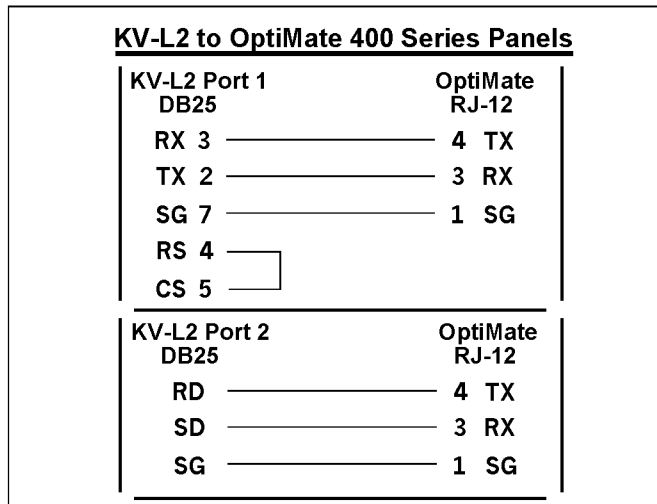 KV-L2 to OptiMate 400 Series Panels
KV-L2 Port 1 OptiMate
DB25 RJ-12
RX 3 4 TX
TX 2 3 RX
SG 7 1 SG
RS 4
CS 5
KV-L2 Port 2 OptiMate
DB25 RJ-12
RD 4 TX
SD 3 RX
SG 1 SG